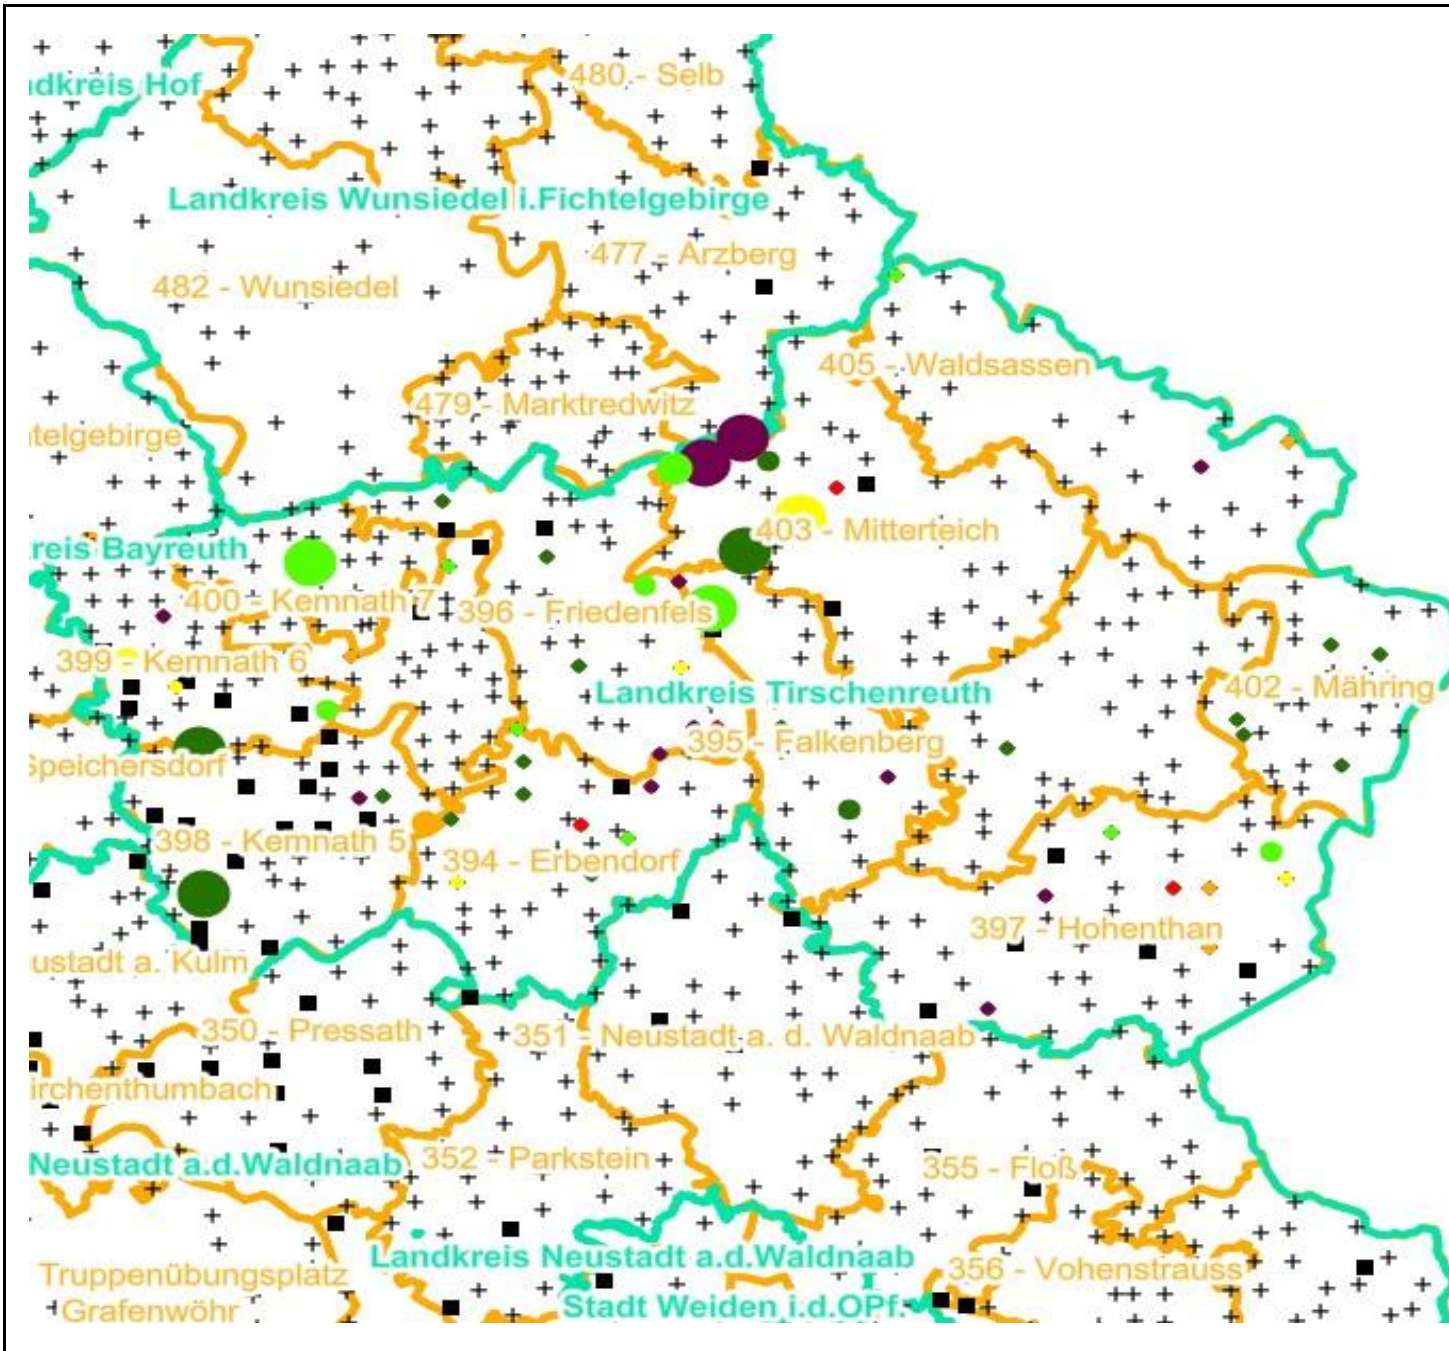 480 - Selb
ndkreis Hof
Landkreis Wunsiedel i.Fichtelgebirge
477 - Arzberg
482 - Wunsiedel
405 - Waldsassen
479 - Marktredwitz
htelgebirge
403 - Mitterteich
kreis Bayreuth
400 - Kemnath 7
396 - Friedenfels
399 - Kemnath 6
Landkreis Tirschenreuth
402 - Mähring
395 - Falkenberg
Speichersdorf
398 - Kemnath 5
394 - Erbendorf
397 - Hohenthan
ustadt a. Kulm
350 - Pressath
351 - Neustadt a. d. Waldnaab
irchenthumbach
Neustadt a.d.Waldnaab
352 - Parkstein
355 - Floß
Landkreis Neustadt a.d.Waldnaab
356 - Vohenstrauss
Truppenübungsplatz
Grafenwöhr
Stadt Weiden i.d.OPf.